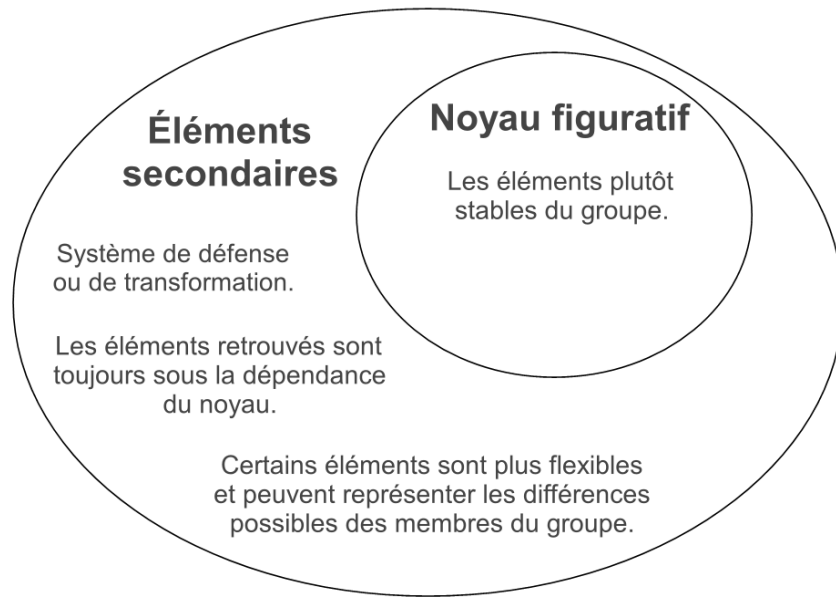 Éléments
secondaires
Système de défense
ou de transformation.
Les éléments retrouvés sont
toujours sous la dépendance
du noyau.
Certains éléments sont plus flexibles
et peuvent représenter les différences
possibles des membres du groupe.
Noyau figuratif
Les éléments plutôt
stables du groupe.